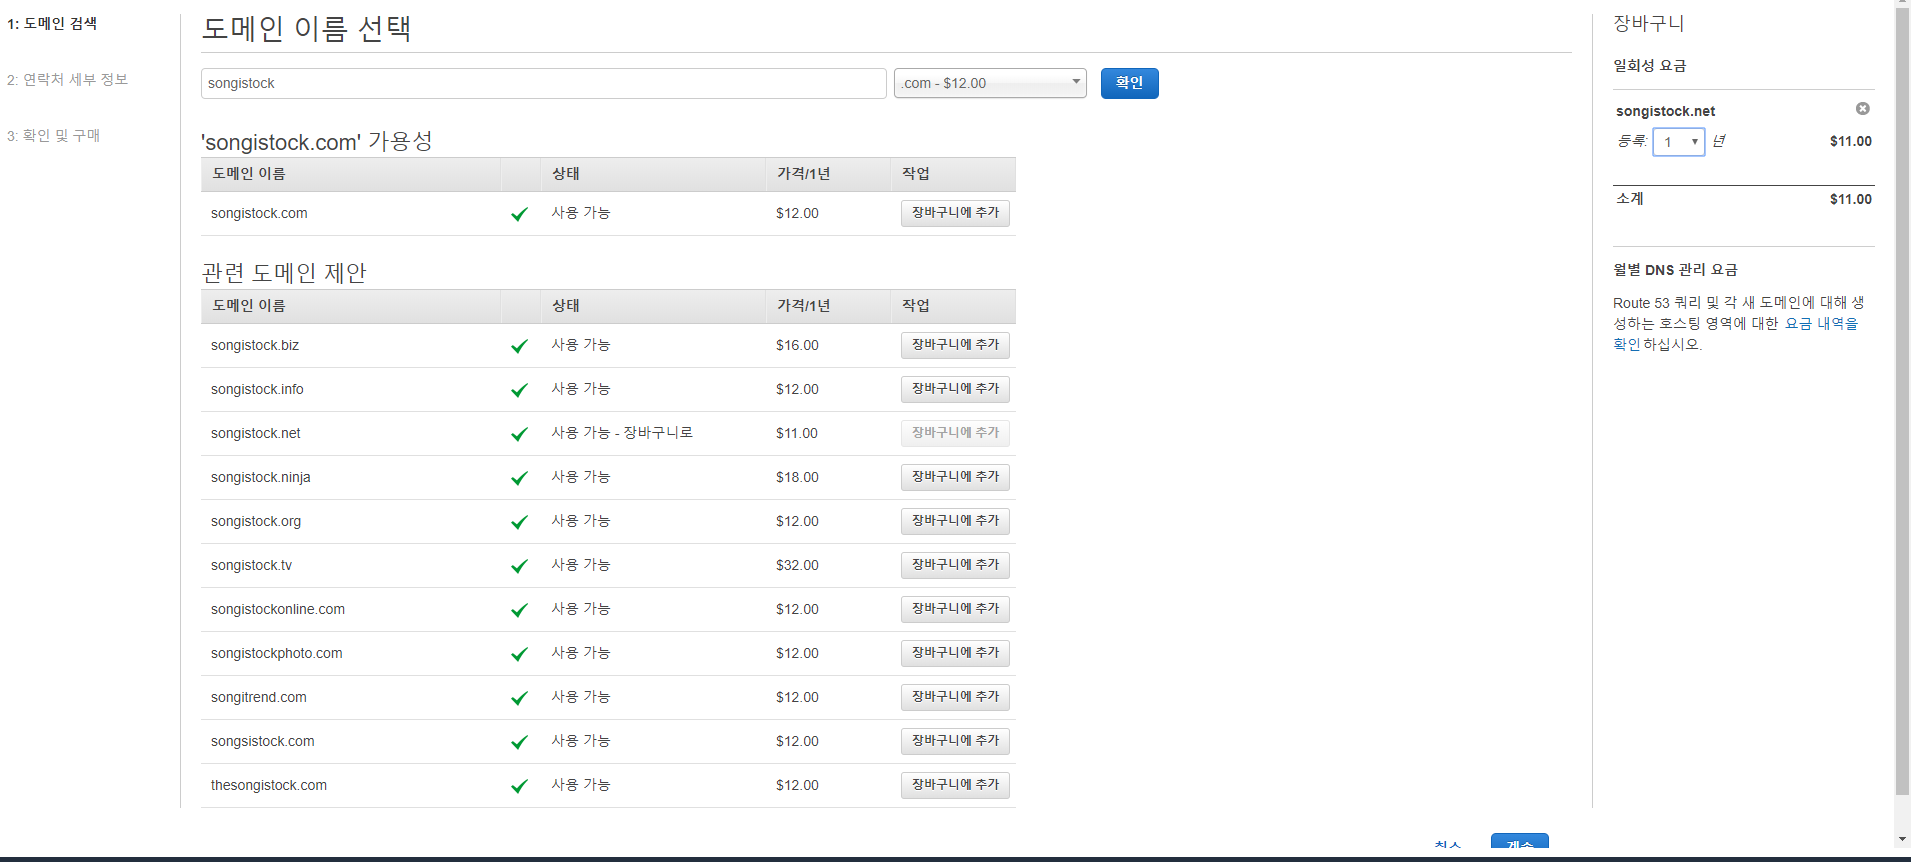 1: 도메인 검색
2: 연락처 세부 정보
3: 확인 및 구매
도메인 이름 선택
songistock .com - $12.00 확인
'songistock.com' 가용성
도메인 이름 상태 가격/1년 작업
songistock.com 사용 가능 $12.00 장바구니에 추가
관련 도메인 제안
도메인 이름 상태 가격/1년 작업
songistock.biz 사용 가능 $16.00 장바구니에 추가
songistock.info 사용 가능 $12.00 장바구니에 추가
songistock.net 사용 가능 - 장바구니로 $11.00 장바구니에 추가
songistock.ninja 사용 가능 $18.00 장바구니에 추가
songistock.org 사용 가능 $12.00 장바구니에 추가
songistock.tv 사용 가능 $32.00 장바구니에 추가
songistockonline.com 사용 가능 $12.00 장바구니에 추가
songistockphoto.com 사용 가능 $12.00 장바구니에 추가
songitrend.com 사용 가능 $12.00 장바구니에 추가
songsistock.com 사용 가능 $12.00 장바구니에 추가
thesongistock.com 사용 가능 $12.00 장바구니에 추가
장바구니
일회성 요금
songistock.net
등록: 1 년 $11.00
소계 $11.00
월별 DNS 관리 요금
Route 53 쿼리 및 각 새 도메인에 대해 생
성하는 호스팅 영역에 대한 요금 내역을
확인하십시오.
취소 계속